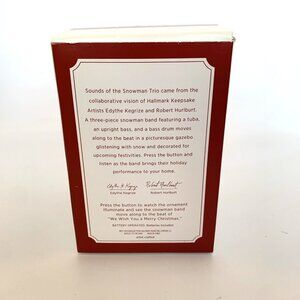 Sounds of the Snowman Trio came from the
collaborative vision of Hallmark Keepsake
Artists Edythe Kegrize and Robert Hurlburt.
A three-piece snowman band featuring a tuba,
an upright bass, and a bass drum moves
along to the beat in a picturesque gazebo
glistening with snow and decorated for
upcoming festivities. Press the button and
listen as the band brings their holiday
performance to your home.
Edythe Kegrize Robert Hurlburt
Press the button to watch the ornament
illuminate and see the snowman band
move along to the beat of
"We Wish You a Merry Christmas."
BATTERY-OPERATED. Batteries Included.